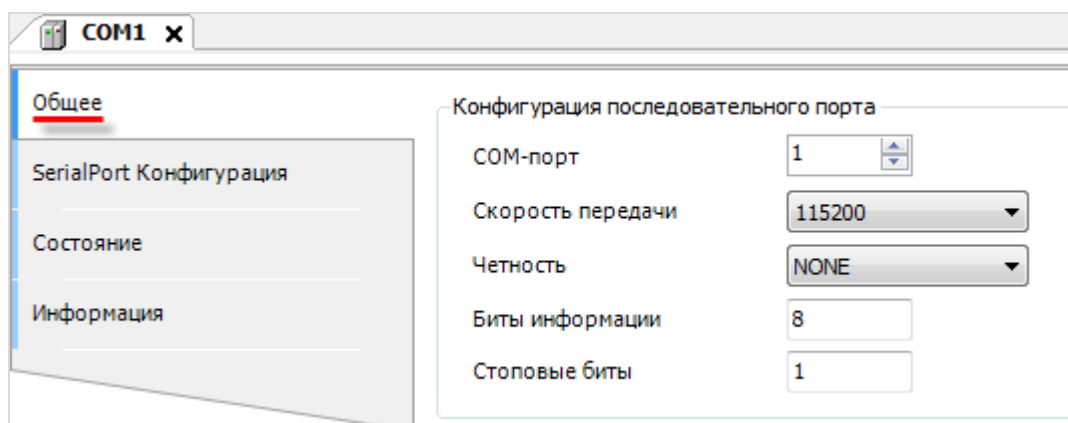 COM1
Общее
SerialPort Конфигурация
Состояние
Информация
Конфигурация последовательного порта
COM-порт 1
Скорость передачи 115200
Четность NONE
Биты информации 8
Стоповые биты 1